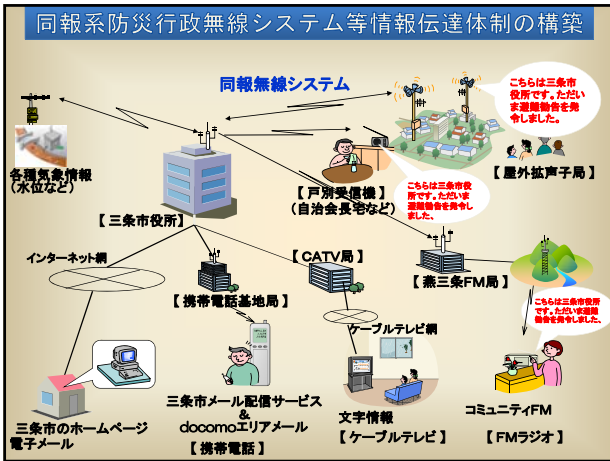 同報系防災行政無線システム等情報伝達体制の構築
同報無線システム
こちらは三条市
役所です。ただい
ま避難勧告を発
令しました。
各種気象情報
（水位など）
【三条市役所】
【戸別受信機】
（自治会長宅など）
こちらは三条市役
所です。ただいま
避難勧告を発令し
ました、
【屋外拡声子局】
インターネット網
【携帯電話基地局】
【CATV局】
【燕三条FM局】
こちらは三条市役所
です。ただいま避難
勧告を発令しました、
ケーブルテレビ網
三条市のホームページ
電子メール
三条市メール配信サービス
&
docomoエリアメール
【携帯電話】
文字情報
【ケーブルテレビ】
コミュニティFM
【FMラジオ】